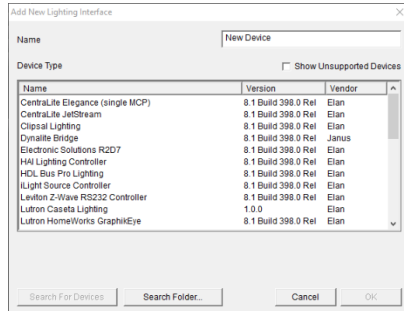 Add New Lighting Interface
Name New Device
Device Type Show Unsupported Devices
Name Version Vendor
CentraLite Elegance (single MCP) 8.1 Build 398.0 Rel Elan
CentraLite JetStream 8.1 Build 398.0 Rel Elan
Clipsal Lighting 8.1 Build 398.0 Rel Elan
Dynalite Bridge 8.1 Build 398.0 Rel Janus
Electronic Solutions R2D7 8.1 Build 398.0 Rel Elan
HAI Lighting Controller 8.1 Build 398.0 Rel Elan
HDL Bus Pro Lighting 8.1 Build 398.0 Rel Elan
iLight Source Controller 8.1 Build 398.0 Rel Elan
Leviton Z-Wave RS232 Controller 8.1 Build 398.0 Rel Elan
Lutron Caseta Lighting 1.0.0 Elan
Lutron HomeWorks GraphikEye 8.1 Build 398.0 Rel Elan
Search For Devices Search Folder... Cancel OK